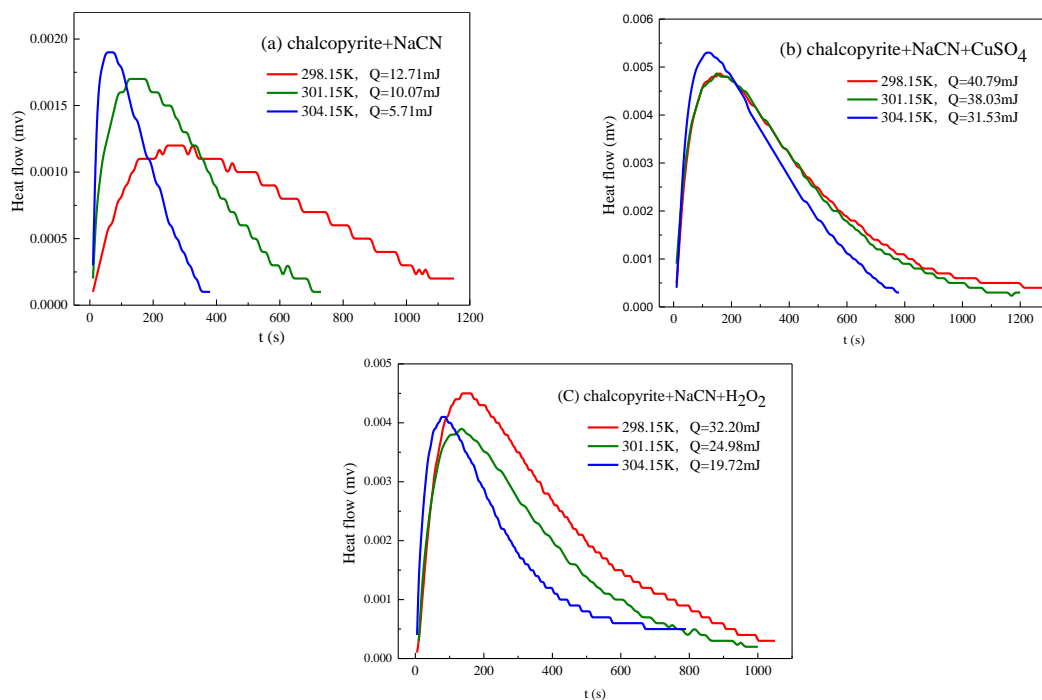 (a) chalcopyrite+NaCN
298.15K, Q=12.71mJ
301.15K, Q=10.07mJ
304.15K, Q=5.71mJ
Heat flow (mv)
0.0020
0.0015
0.0010
0.0005
0.0000
0 200 400 600 800 1000 1200
t (s)
(b) chalcopyrite+NaCN+CuSO4
298.15K, Q=40.79mJ
301.15K, Q=38.03mJ
304.15K, Q=31.53mJ
Heat flow (mv)
0.006
0.005
0.004
0.003
0.002
0.001
0.000
0 200 400 600 800 1000 1200
t (s)
(C) chalcopyrite+NaCN+H2O2
298.15K, Q=32.20mJ
301.15K, Q=24.98mJ
304.15K, Q=19.72mJ
Heat flow (mv)
0.005
0.004
0.003
0.002
0.001
0.000
0 200 400 600 800 1000
t (s)